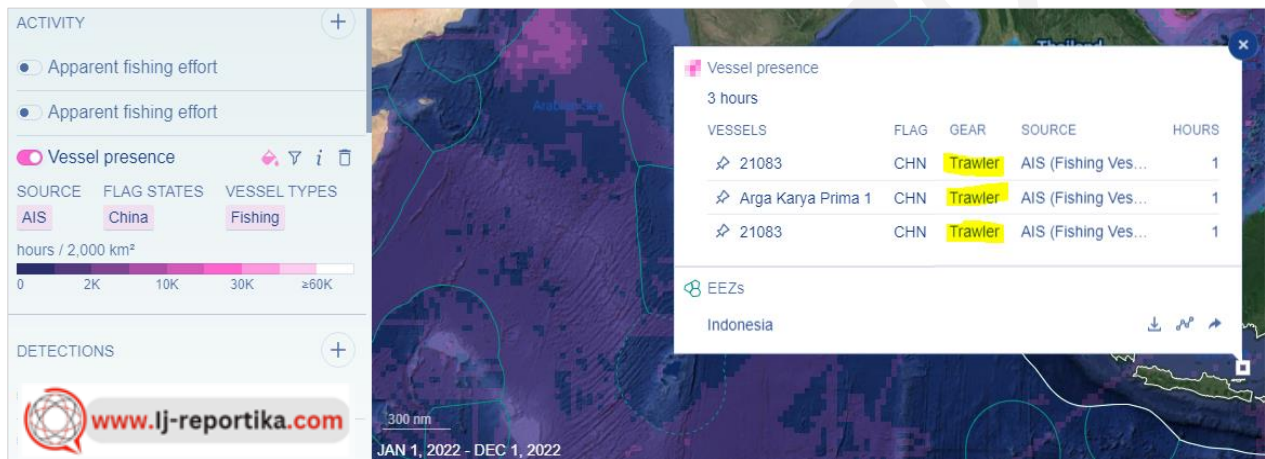 ACTIVITY
Apparent fishing effort
Apparent fishing effort
Vessel presence
SOURCE FLAG STATES VESSEL TYPES
AIS China Fishing
hours / 2,000 km²
0 2K 10K 30K ≥60K
DETECTIONS
www.lj-reportika.com
Arabian Sea
Thailand
Vessel presence
3 hours
VESSELS FLAG GEAR SOURCE HOURS
21083 CHN Trawler AIS (Fishing Ves... 1
Arga Karya Prima 1 CHN Trawler AIS (Fishing Ves... 1
21083 CHN Trawler AIS (Fishing Ves... 1
EEZs
Indonesia
300 nm
JAN 1, 2022 - DEC 1, 2022